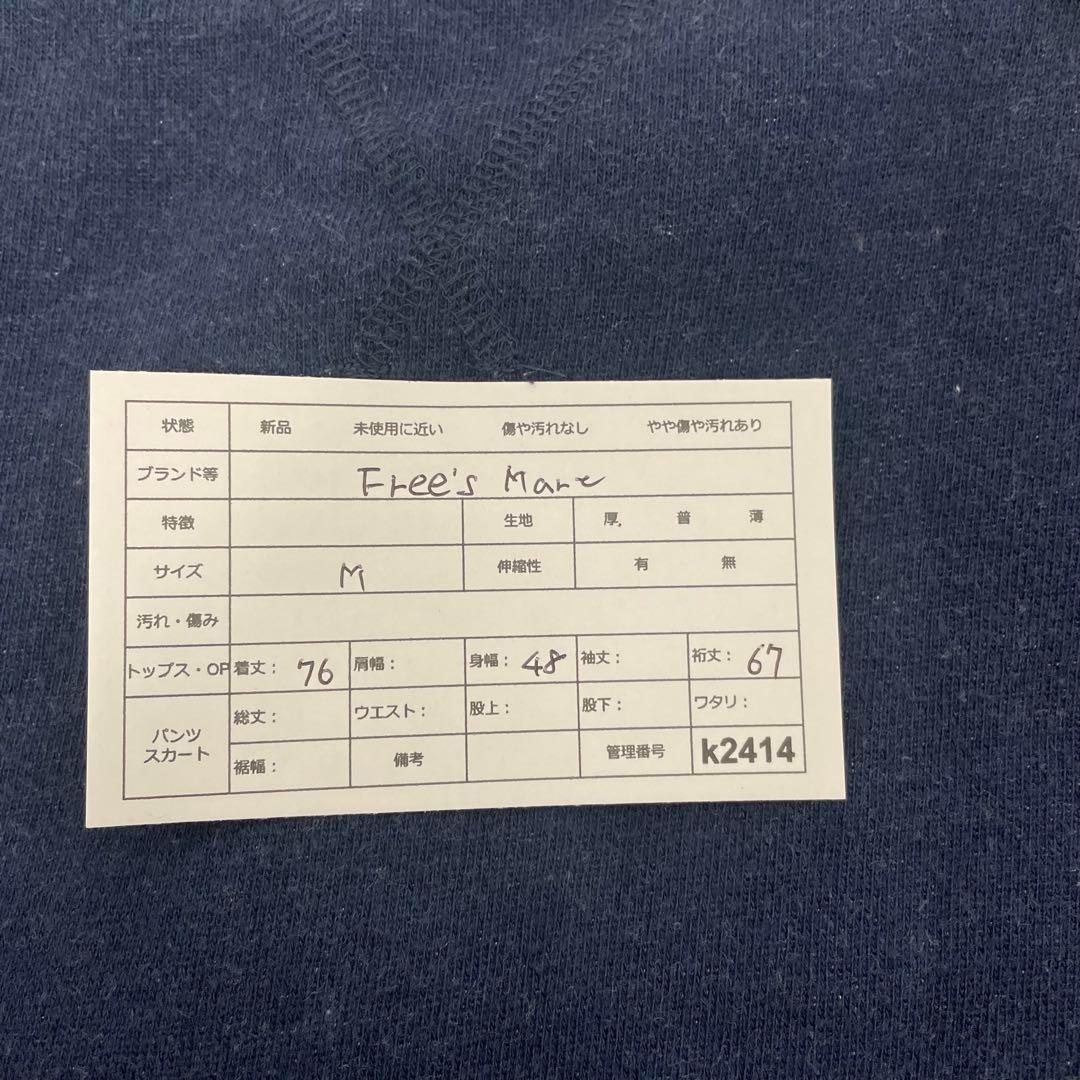 状態 新品 未使用に近い 傷や汚れなし やや傷や汚れあり
ブランド等 Free's Mare
特徴 生地 厚. 普 薄
サイズ M 伸縮性 有 無
汚れ・傷み
トップス・OP 着丈: 76 肩幅: 身幅: 48 袖丈: 裄丈: 67
パンツ スカート 総丈: ウエスト: 股上: 股下: ワタリ:
裾幅: 備考 管理番号 k2414